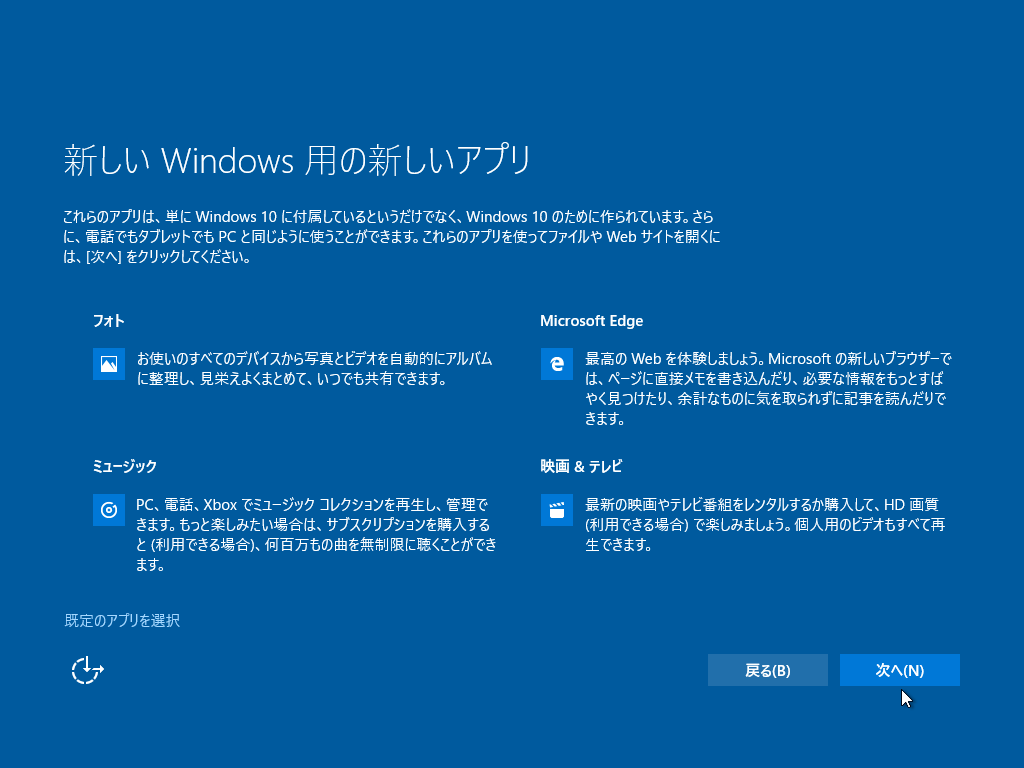 新しい Windows 用の新しいアプリ
これらのアプリは、単に Windows 10 に付属しているというだけでなく、Windows 10 のために作られています。さら
に、電話でもタブレットでも PC と同じように使うことができます。これらのアプリを使ってファイルや Web サイトを開くに
は、[次へ] をクリックしてください。
フォト
お使いのすべてのデバイスから写真とビデオを自動的にアルバム
に整理し、見栄えよくまとめて、いつでも共有できます。
Microsoft Edge
最高の Web を体験しましょう。Microsoft の新しいブラウザーで
は、ページに直接メモを書き込んだり、必要な情報をもっとすば
やく見つけたり、余計なものに気を取られずに記事を読んだりで
きます。
ミュージック
PC、電話、Xbox でミュージック コレクションを再生し、管理で
きます。もっと楽しみたい場合は、サブスクリプションを購入する
と (利用できる場合)、何百万もの曲を無制限に聴くことができ
ます。
映画 & テレビ
最新の映画やテレビ番組をレンタルするか購入して、HD 画質
(利用できる場合) で楽しみましょう。個人用のビデオもすべて再
生できます。
既定のアプリを選択
戻る(B)
次へ(N)